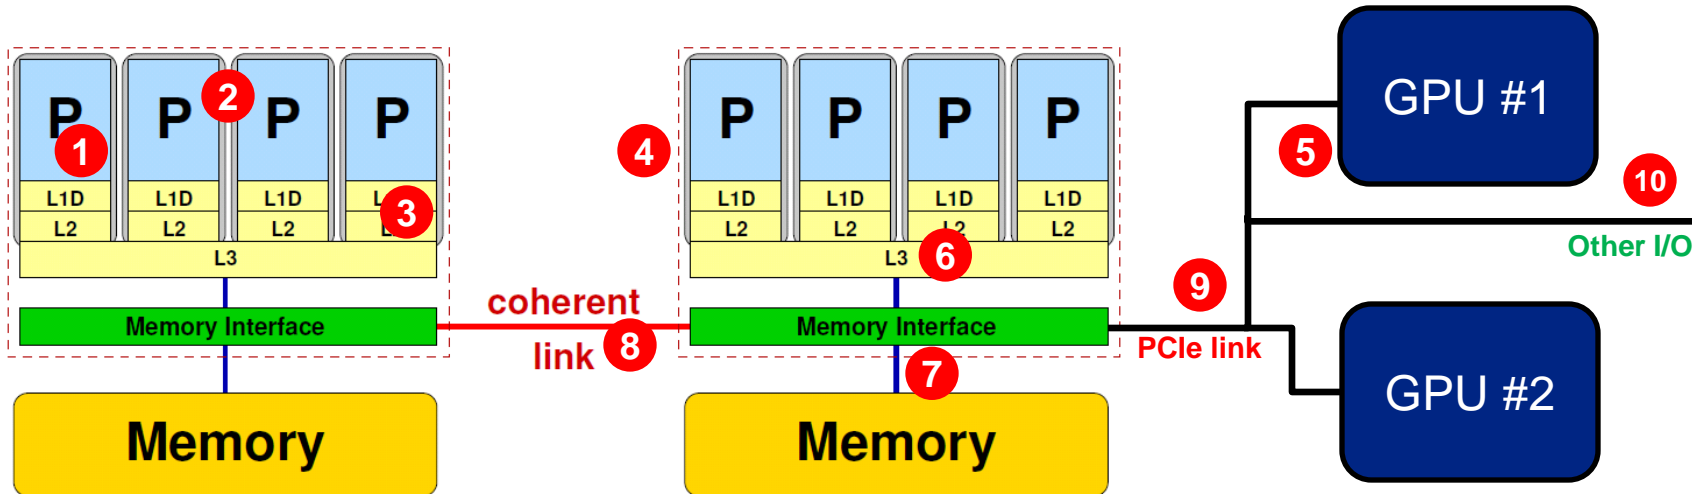 P
P
P
P
1
2
L1D
L1D
L1D
L2
L2
L2
3
L3
Memory Interface
Memory
coherent
link
8
4
P
P
P
P
L1D
L1D
L1D
L1D
L2
L2
L2
L2
L3
6
Memory Interface
7
Memory
PCIe link
9
5
GPU #1
10
Other I/O
GPU #2